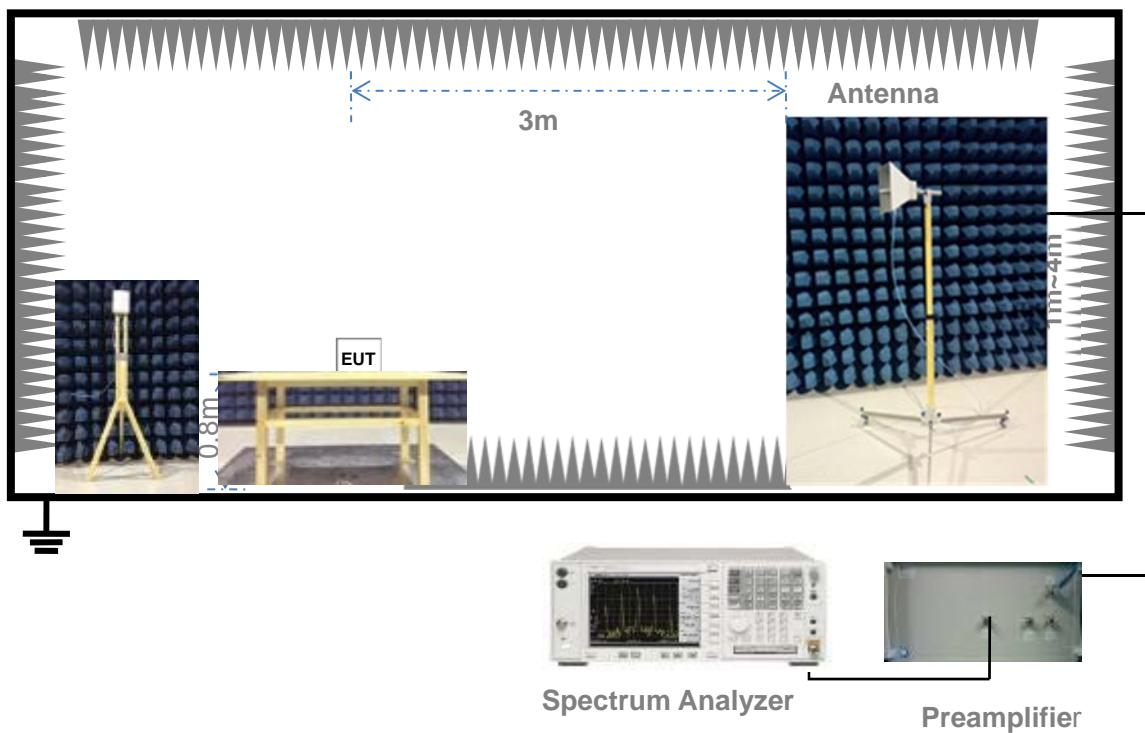 Antenna
3m
1m~4m
EUT
0.8m
Spectrum Analyzer
Preamplifier